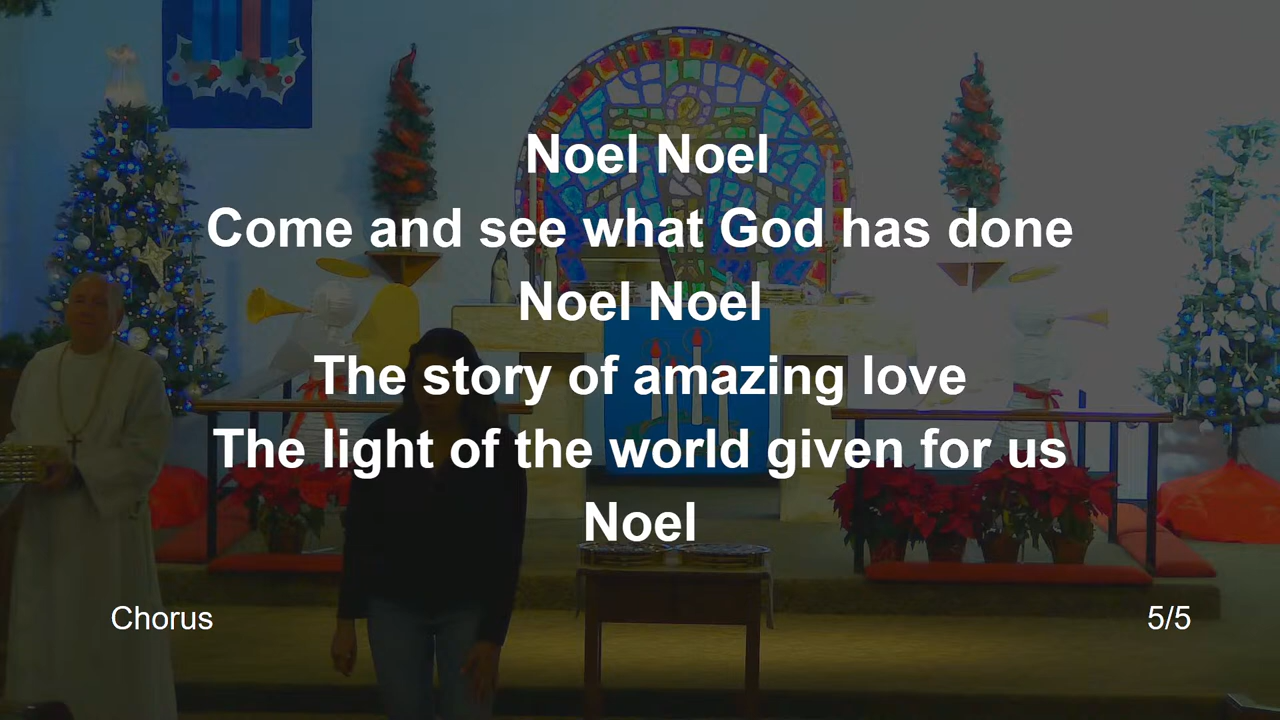 Noel Noel
Come and see what God has done
Noel Noel
The story of amazing love
The light of the world given for us
Noel
Chorus
5/5